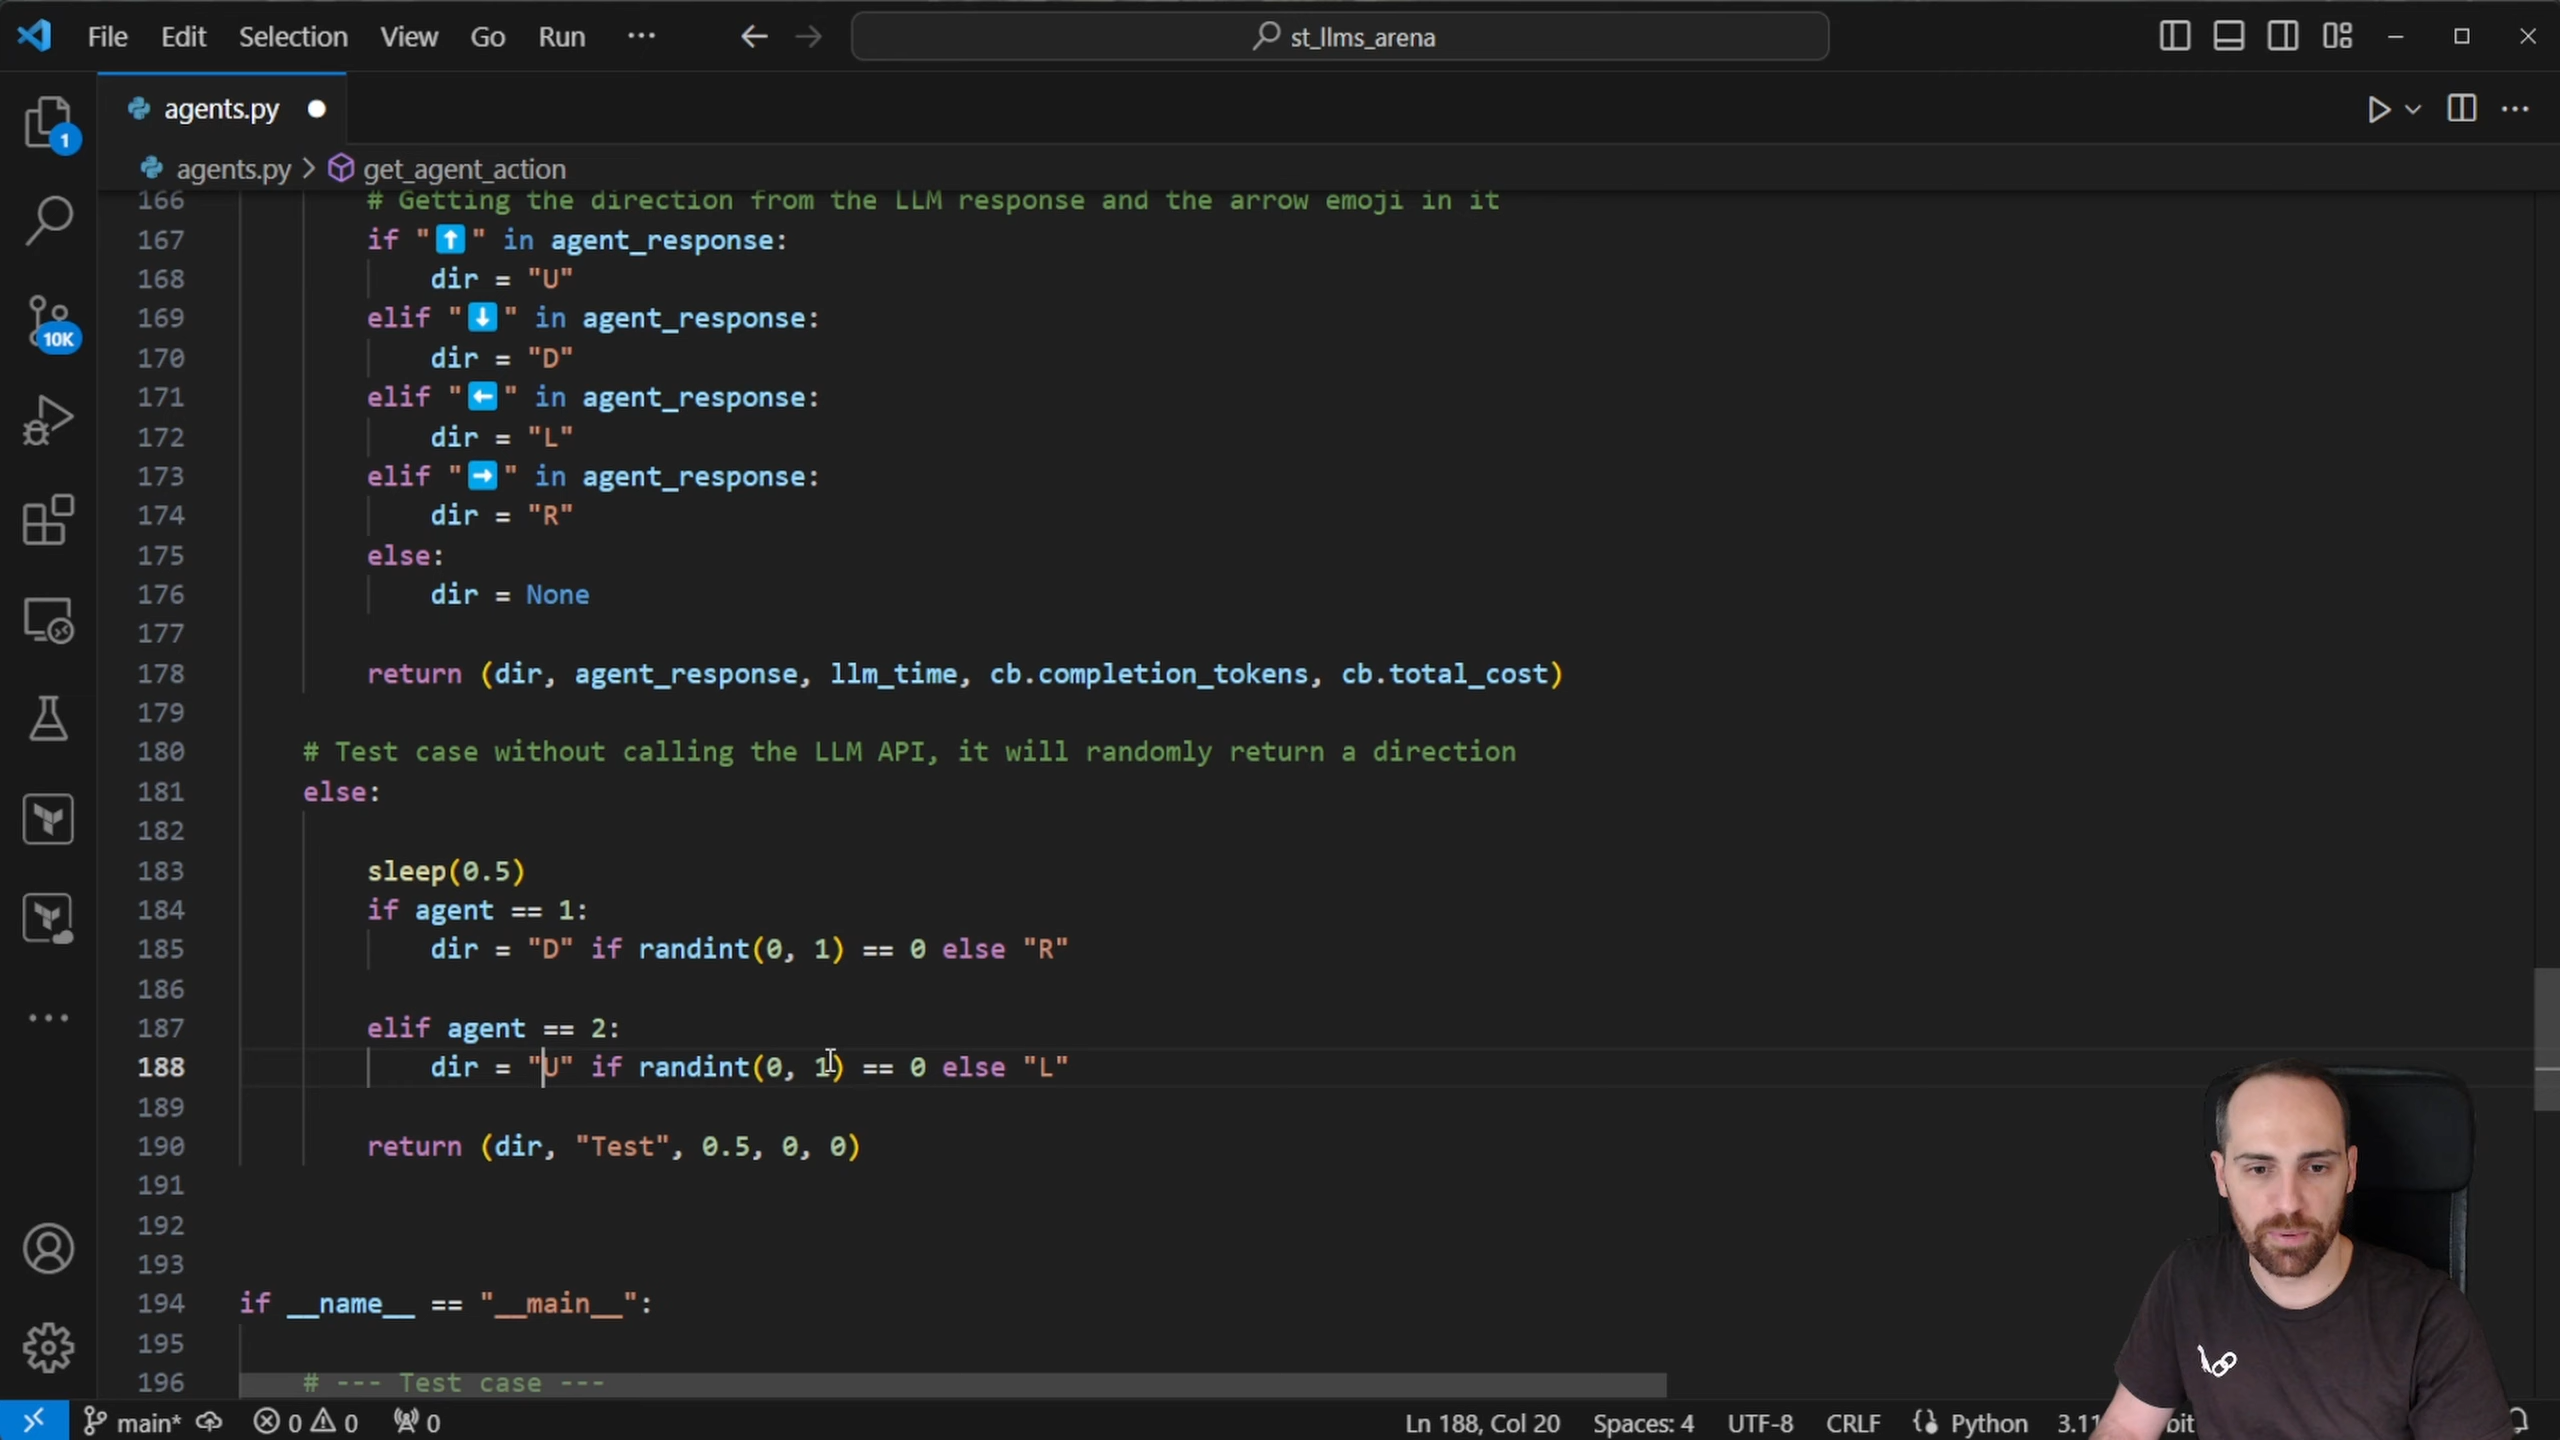 File Edit Selection View Go Run ··· st_llms_arena
agents.py
agents.py > get_agent_action
1
10K
166 # Getting the direction from the LLM response and the arrow emoji in it
167 if "⬆️" in agent_response:
168 dir = "U"
169 elif "⬇️" in agent_response:
170 dir = "D"
171 elif "⬅️" in agent_response:
172 dir = "L"
173 elif "➡️" in agent_response:
174 dir = "R"
175 else:
176 dir = None
177
178 return (dir, agent_response, llm_time, cb.completion_tokens, cb.total_cost)
179
180 # Test case without calling the LLM API, it will randomly return a direction
181 else:
182
183 sleep(0.5)
184 if agent == 1:
185 dir = "D" if randint(0, 1) == 0 else "R"
186
187 elif agent == 2:
188 dir = "U" if randint(0, 1) == 0 else "L"
189
190 return (dir, "Test", 0.5, 0, 0)
191
192
193
194 if __name__ == "__main__":
195
196 # --- Test case ---
main* 0 0 0 Ln 188, Col 20 Spaces: 4 UTF-8 CRLF Python